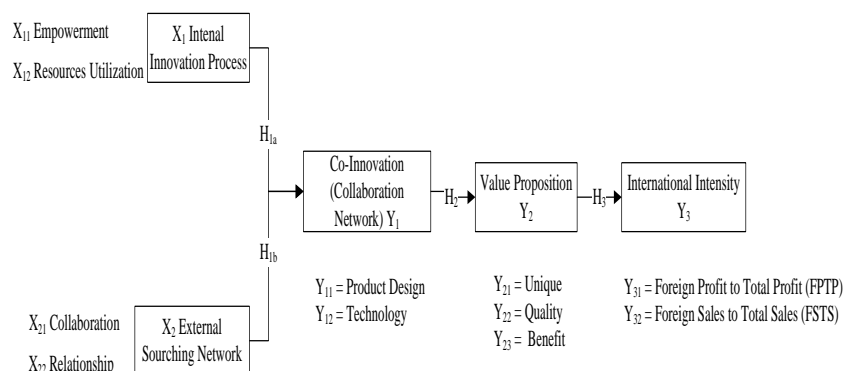 X11 Empowerment
X12 Resources Utilization
X1 Intenal
Innovation Process
H1a
Co-Innovation
(Collaboration
Network) Y1
H2
Value Proposition
Y2
H3
International Intensity
Y3
H1b
Y11 = Product Design
Y12 = Technology
Y21 = Unique
Y22 = Quality
Y23 = Benefit
Y31 = Foreign Profit to Total Profit (FPTP)
Y32 = Foreign Sales to Total Sales (FSTS)
X21 Collaboration
X22 Relationship
X2 External
Sourching Network